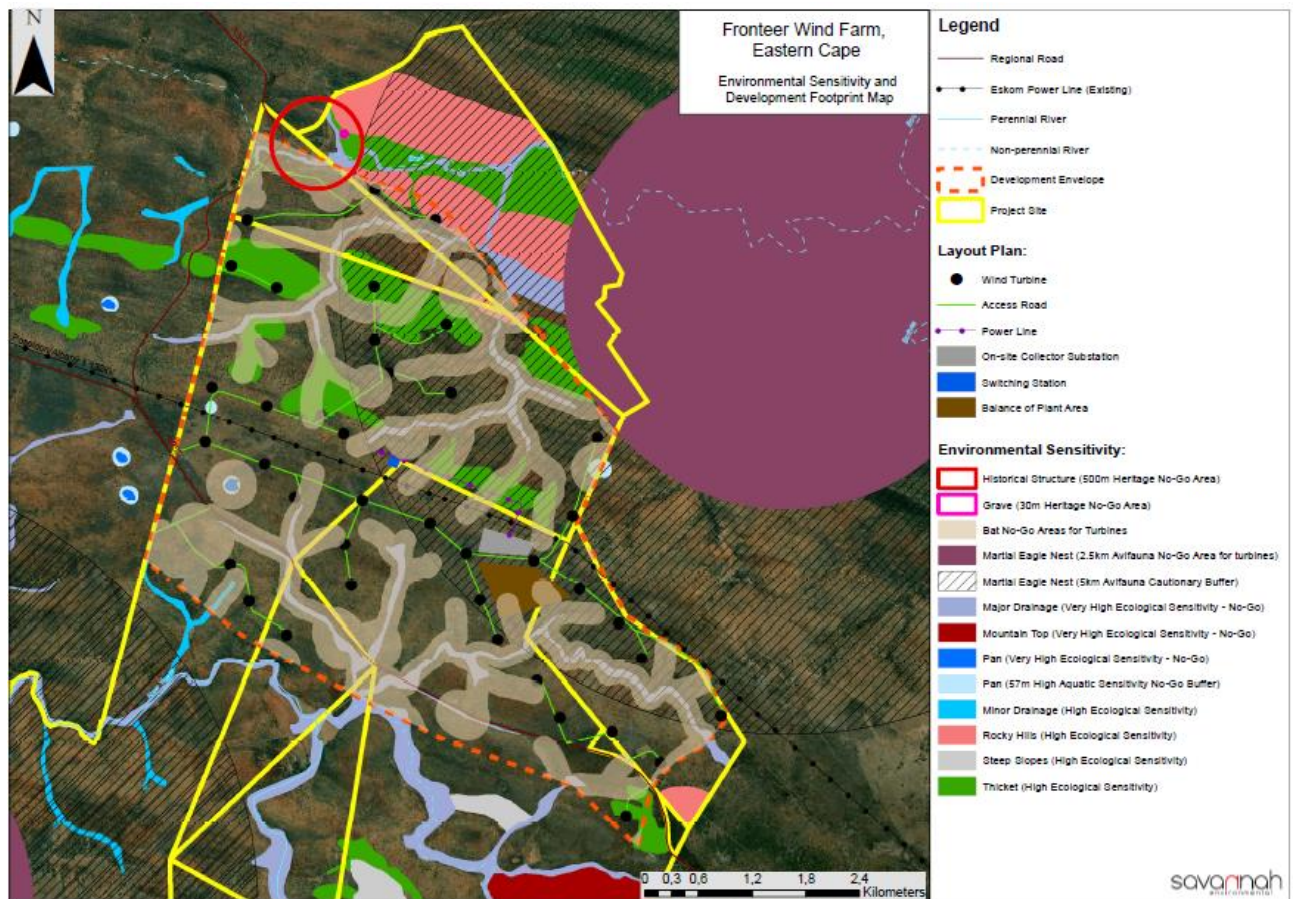 N
Fronteer Wind Farm,
Eastern Cape
Environmental Sensitivity and
Development Footprint Map
0 0,3 0,6 1,2 1,8 2,4
Kilometers
Legend
Regional Road
Eskom Power Line (Existing)
Perennial River
Non-perennial River
Development Envelope
Project Site
Layout Plan:
Wind Turbine
Access Road
Power Line
On-site Collector Substation
Switching Station
Balance of Plant Area
Environmental Sensitivity:
Historical Structure (500m Heritage No-Go Area)
Grave (30m Heritage No-Go Area)
Bat No-Go Areas for Turbines
Martial Eagle Nest (2.5km Avifauna No-Go Area for turbines)
Martial Eagle Nest (5km Avifauna Cautionary Buffer)
Major Drainage (Very High Ecological Sensitivity - No-Go)
Mountain Top (Very High Ecological Sensitivity - No-Go)
Pan (Very High Ecological Sensitivity - No-Go)
Pan (57m High Aquatic Sensitivity No-Go Buffer)
Minor Drainage (High Ecological Sensitivity)
Rocky Hills (High Ecological Sensitivity)
Steep Slopes (High Ecological Sensitivity)
Thicket (High Ecological Sensitivity)
savannah
environmental